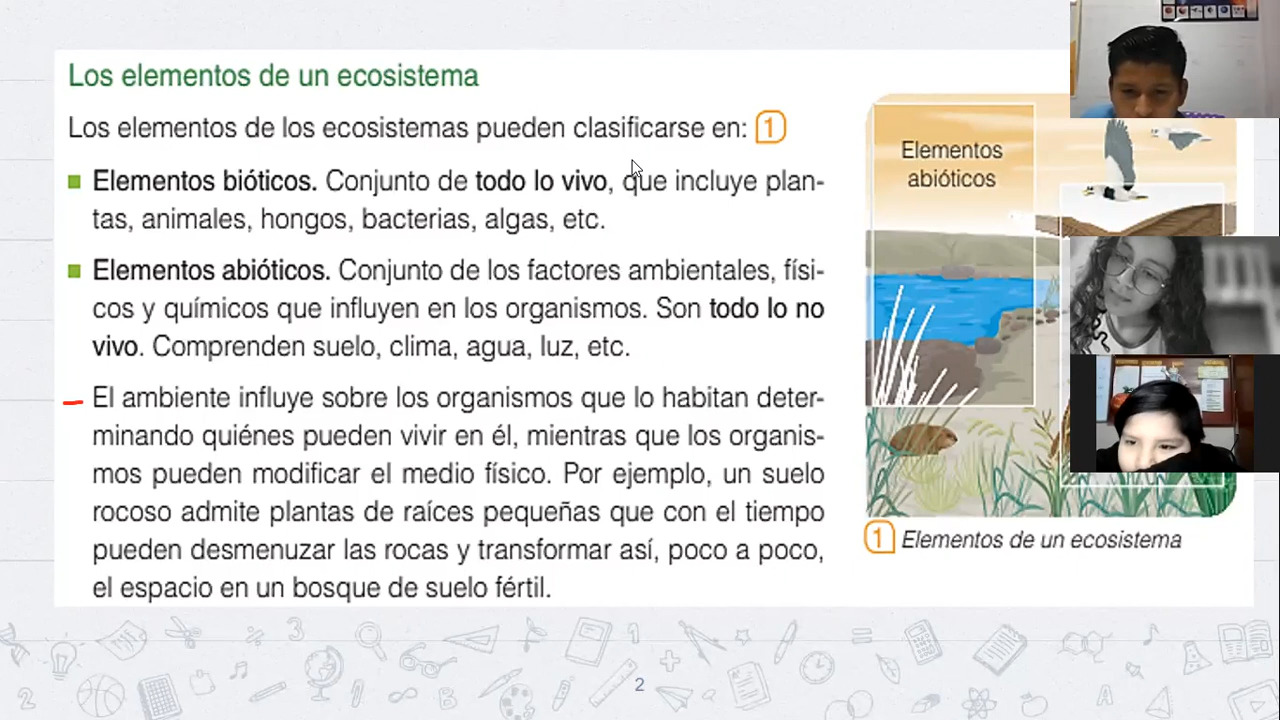 Los elementos de un ecosistema
Los elementos de los ecosistemas pueden clasificarse en: 1
Elementos bióticos. Conjunto de todo lo vivo, que incluye plan-
tas, animales, hongos, bacterias, algas, etc.
Elementos abióticos. Conjunto de los factores ambientales, físi-
cos y químicos que influyen en los organismos. Son todo lo no
vivo. Comprenden suelo, clima, agua, luz, etc.
El ambiente influye sobre los organismos que lo habitan deter-
minando quiénes pueden vivir en él, mientras que los organis-
mos pueden modificar el medio físico. Por ejemplo, un suelo
rocoso admite plantas de raíces pequeñas que con el tiempo
pueden desmenuzar las rocas y transformar así, poco a poco,
el espacio en un bosque de suelo fértil.
Elementos
abióticos
1 Elementos de un ecosistema
2